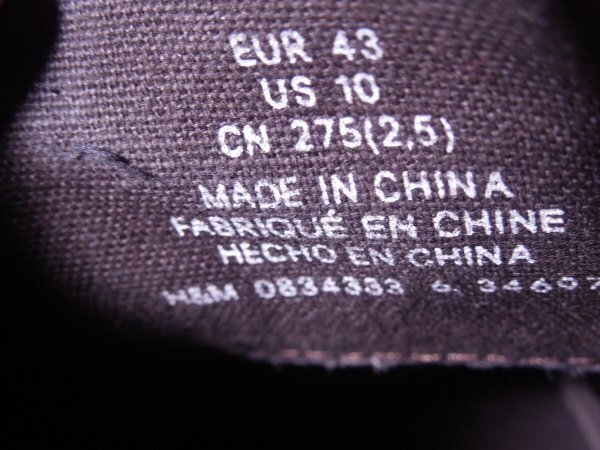 EUR 43
US 10
CN 275(2,5)
MADE IN CHINA
FABRIQUÉ EN CHINE
HECHO EN CHINA
H&M 0834333